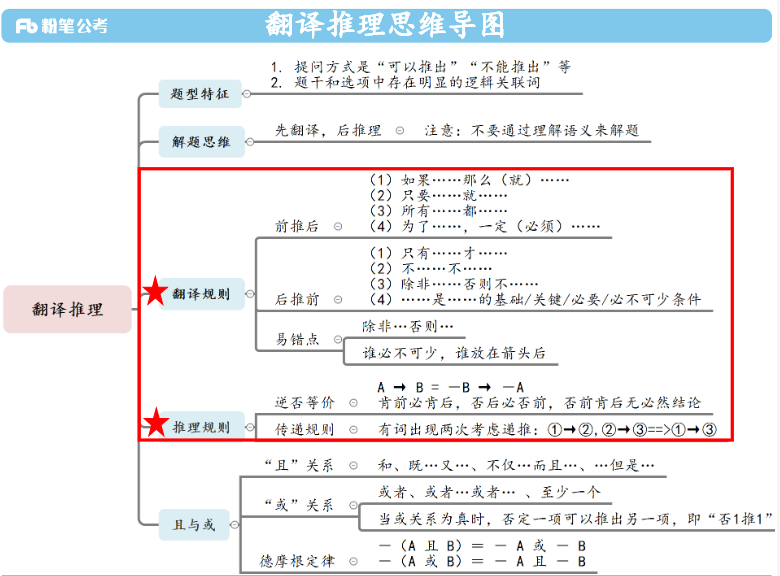 粉笔公考
翻译推理思维导图
翻译推理
题型特征
1. 提问方式是“可以推出”“不能推出”等
2. 题干和选项中存在明显的逻辑关联词
解题思维
先翻译，后推理
注意：不要通过理解语义来解题
翻译规则
前推后
（1）如果……那么（就）……
（2）只要……就……
（3）所有……都……
（4）为了……，一定（必须）……
后推前
（1）只有……才……
（2）不……不……
（3）除非……否则不……
（4）……是……的基础/关键/必要/必不可少条件
易错点
除非…否则…
谁必不可少，谁放在箭头后
推理规则
逆否等价
A → B = －B → －A
肯前必肯后，否后必否前，否前肯后无必然结论
传递规则
有词出现两次考虑递推：①→②,②→③==>①→③
且与或
“且”关系
和、既…又…、不仅…而且…、…但是…
“或”关系
或者、或者…或者… 、至少一个
当或关系为真时，否定一项可以推出另一项，即“否1推1”
德摩根定律
－（A 且 B）＝ － A 或 － B
－（A 或 B）＝ － A 且 － B